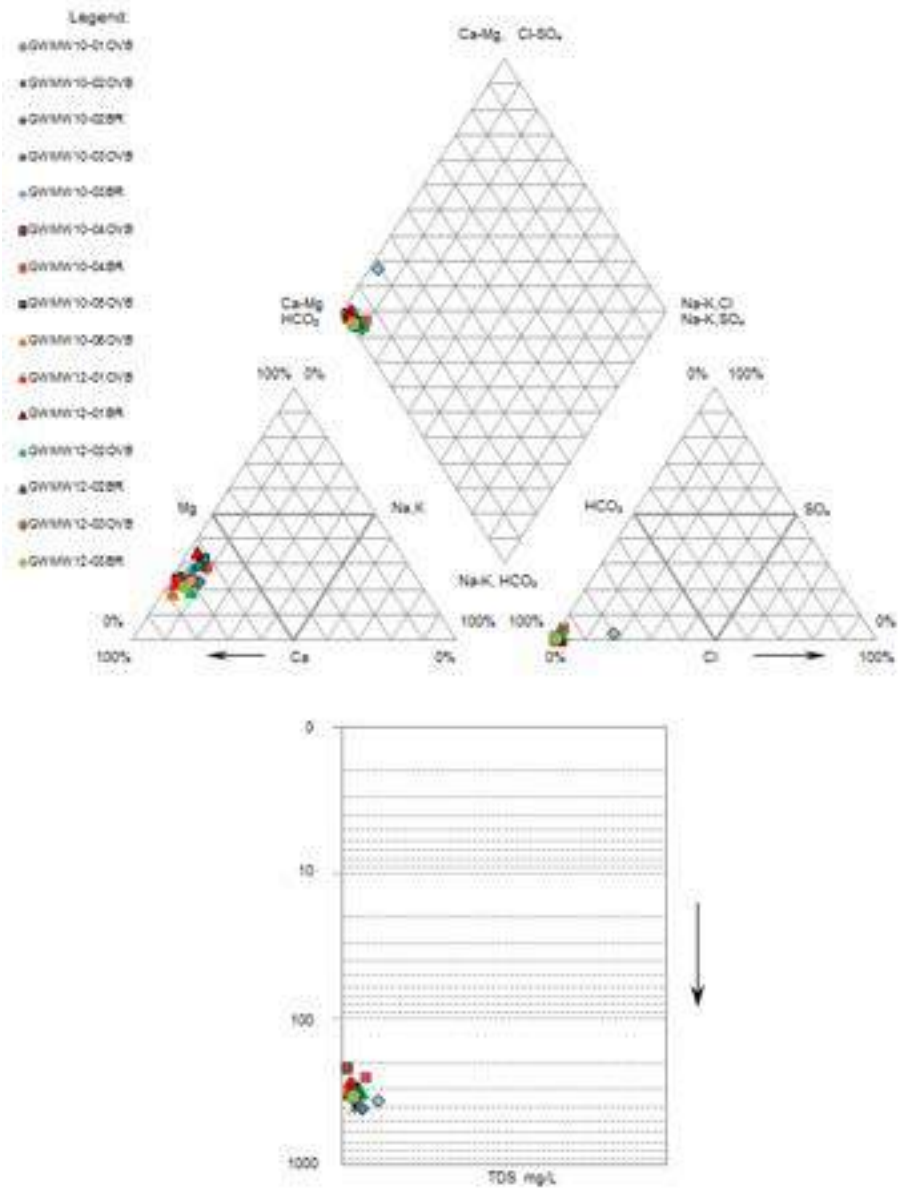 Legend:
GWMW10-01OVB
GWMW10-02OVB
GWMW10-02BR
GWMW10-03OVB
GWMW10-03BR
GWMW10-04OVB
GWMW10-04BR
GWMW10-05OVB
GWMW10-06OVB
GWMW12-01OVB
GWMW12-01BR
GWMW12-02OVB
GWMW12-02BR
GWMW12-03OVB
GWMW12-03BR
Ca-Mg, Cl-SO₄
Ca-Mg
HCO₃
Na-K,Cl
Na-K,SO₄
100% 0%
0% 100%
Mg
Na,K
HCO₃
SO₄
Na-K, HCO₃
0%
100% 100%
0%
100%
Ca
0%
0%
Cl
100%
0
10
100
1000
TDS mg/L